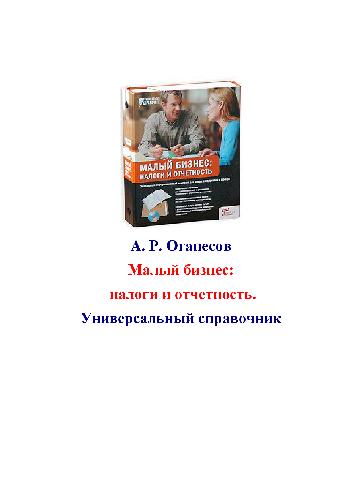 МАЛЫЙ БИЗНЕС:
НАЛОГИ И ОТЧЕТНОСТЬ
А. Р. Оганесов
Малый бизнес:
налоги и отчетность.
Универсальный справочник